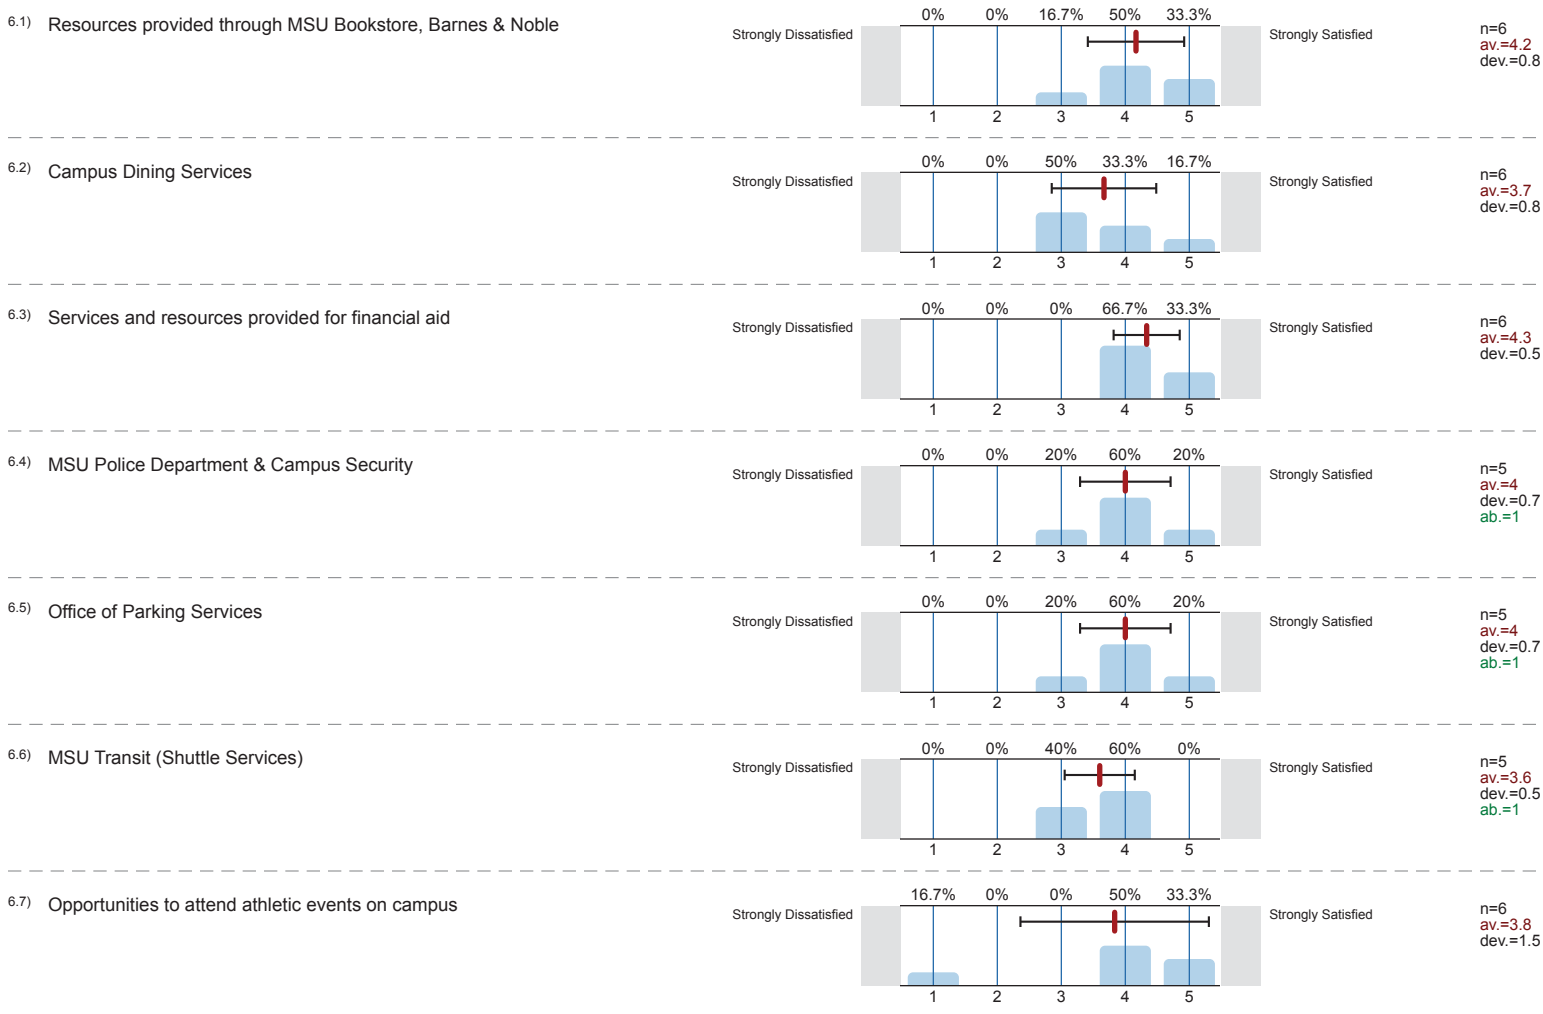 6.1) Resources provided through MSU Bookstore, Barnes & Noble
0% 0% 16.7% 50% 33.3%
Strongly Dissatisfied Strongly Satisfied
n=6
av.=4.2
dev.=0.8
1 2 3 4 5
6.2) Campus Dining Services
0% 0% 50% 33.3% 16.7%
Strongly Dissatisfied Strongly Satisfied
n=6
av.=3.7
dev.=0.8
1 2 3 4 5
6.3) Services and resources provided for financial aid
0% 0% 0% 66.7% 33.3%
Strongly Dissatisfied Strongly Satisfied
n=6
av.=4.3
dev.=0.5
1 2 3 4 5
6.4) MSU Police Department & Campus Security
0% 0% 20% 60% 20%
Strongly Dissatisfied Strongly Satisfied
n=5
av.=4
dev.=0.7
ab.=1
1 2 3 4 5
6.5) Office of Parking Services
0% 0% 20% 60% 20%
Strongly Dissatisfied Strongly Satisfied
n=5
av.=4
dev.=0.7
ab.=1
1 2 3 4 5
6.6) MSU Transit (Shuttle Services)
0% 0% 40% 60% 0%
Strongly Dissatisfied Strongly Satisfied
n=5
av.=3.6
dev.=0.5
ab.=1
1 2 3 4 5
6.7) Opportunities to attend athletic events on campus
16.7% 0% 0% 50% 33.3%
Strongly Dissatisfied Strongly Satisfied
n=6
av.=3.8
dev.=1.5
1 2 3 4 5